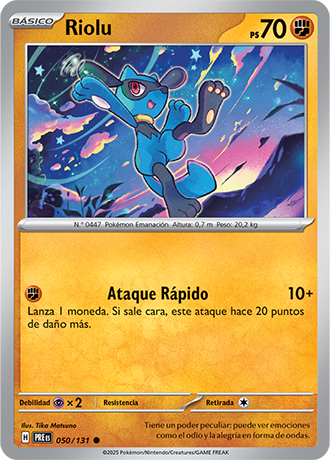 BÁSICO Riolu PS 70
N.º 0447 Pokémon Emanación Altura: 0,7 m Peso: 20,2 kg
Ataque Rápido 10+
Lanza 1 moneda. Si sale cara, este ataque hace 20 puntos
de daño más.
Debilidad ×2 Resistencia Retirada
Ilus. Tika Matsuno
H PRE ES 050/131
Tiene un poder peculiar: puede ver emociones
como el odio y la alegría en forma de ondas.
©2025 Pokémon/Nintendo/Creatures/GAME FREAK